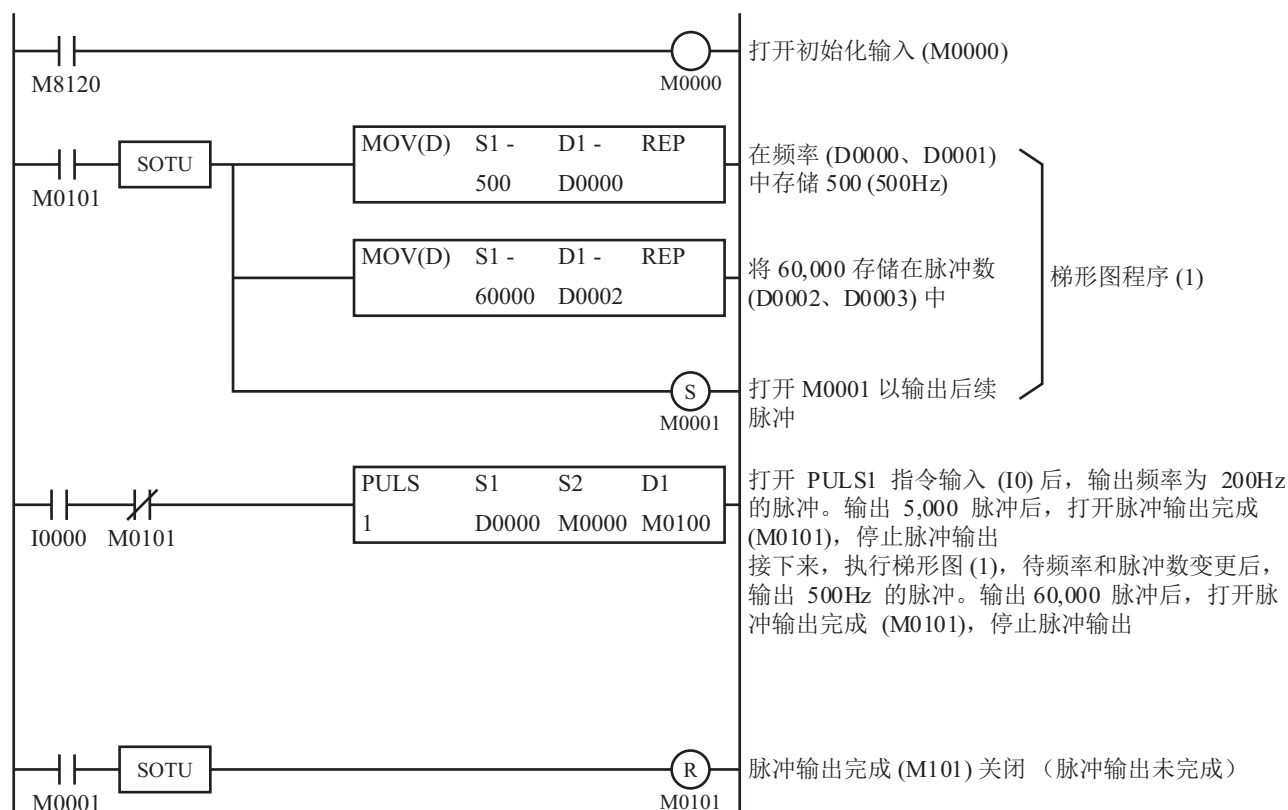 打开初始化输入 (M0000)
M8120
M0000
MOV(D) S1 - D1 - REP
500 D0000
SOTU
M0101
在频率 (D0000、D0001)
中存储 500 (500Hz)
MOV(D) S1 - D1 - REP
60000 D0002
将 60,000 存储在脉冲数
(D0002、D0003) 中
梯形图程序 (1)
S
M0001
打开 M0001 以输出后续
脉冲
PULS S1 S2 D1
1 D0000 M0000 M0100
I0000 M0101
打开 PULS1 指令输入 (I0) 后，输出频率为 200Hz
的脉冲。输出 5,000 脉冲后，打开脉冲输出完成
(M0101)，停止脉冲输出
接下来，执行梯形图 (1)，待频率和脉冲数变更后，
输出 500Hz 的脉冲。输出 60,000 脉冲后，打开脉
冲输出完成 (M0101)，停止脉冲输出
SOTU
M0001
R
M0101
脉冲输出完成 (M101) 关闭 （脉冲输出未完成）